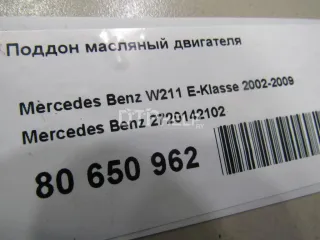 Поддон масляный двигателя
Mercedes Benz W211 E-Klasse 2002-2009
Mercedes Benz 2720142102
80 650 962